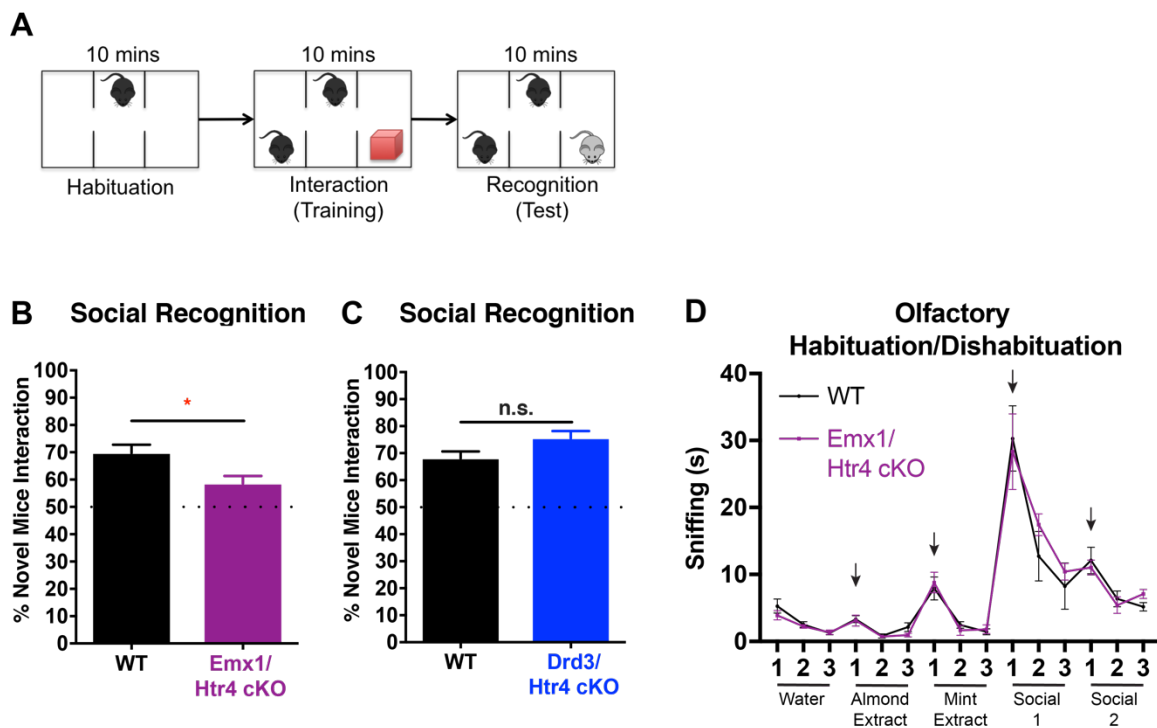 A
10 mins
10 mins
10 mins
Habituation
Interaction
(Training)
Recognition
(Test)
B
Social Recognition
% Novel Mice Interaction
100
90
80
70
60
50
40
30
20
10
0
*
WT
Emx1/
Htr4 cKO
C
Social Recognition
% Novel Mice Interaction
100
90
80
70
60
50
40
30
20
10
0
n.s.
WT
Drd3/
Htr4 cKO
D
Olfactory
Habituation/Dishabituation
Sniffing (s)
40
30
20
10
0
WT
Emx1/
Htr4 cKO
1 2 3 1 2 3 1 2 3 1 2 3 1 2 3
Water
Almond
Extract
Mint
Extract
Social
1
Social
2